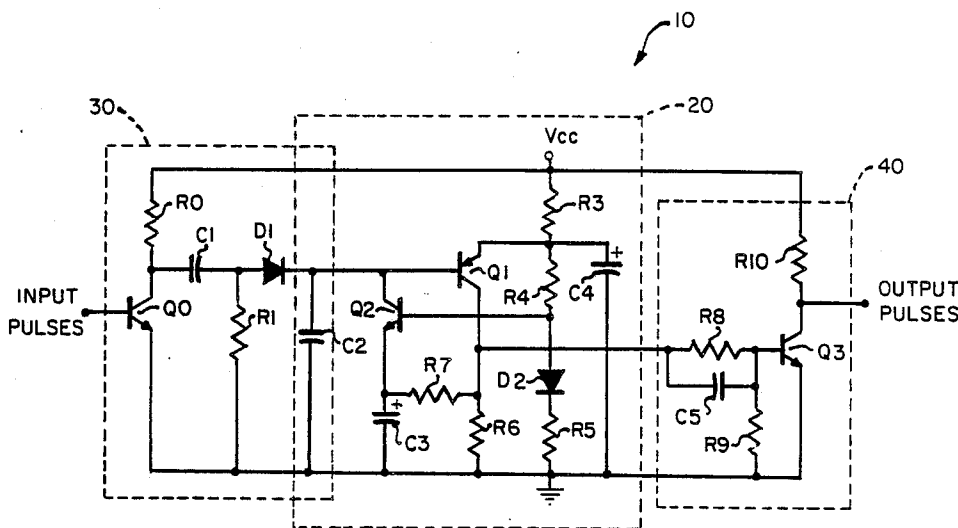 10
30
20
Vcc
40
R0
C1
D1
R3
Q1
R4
C4
R10
INPUT
PULSES
Q0
R1
C2
Q2
R7
C3
R6
D2
R5
R8
C5
R9
Q3
OUTPUT
PULSES
+
+